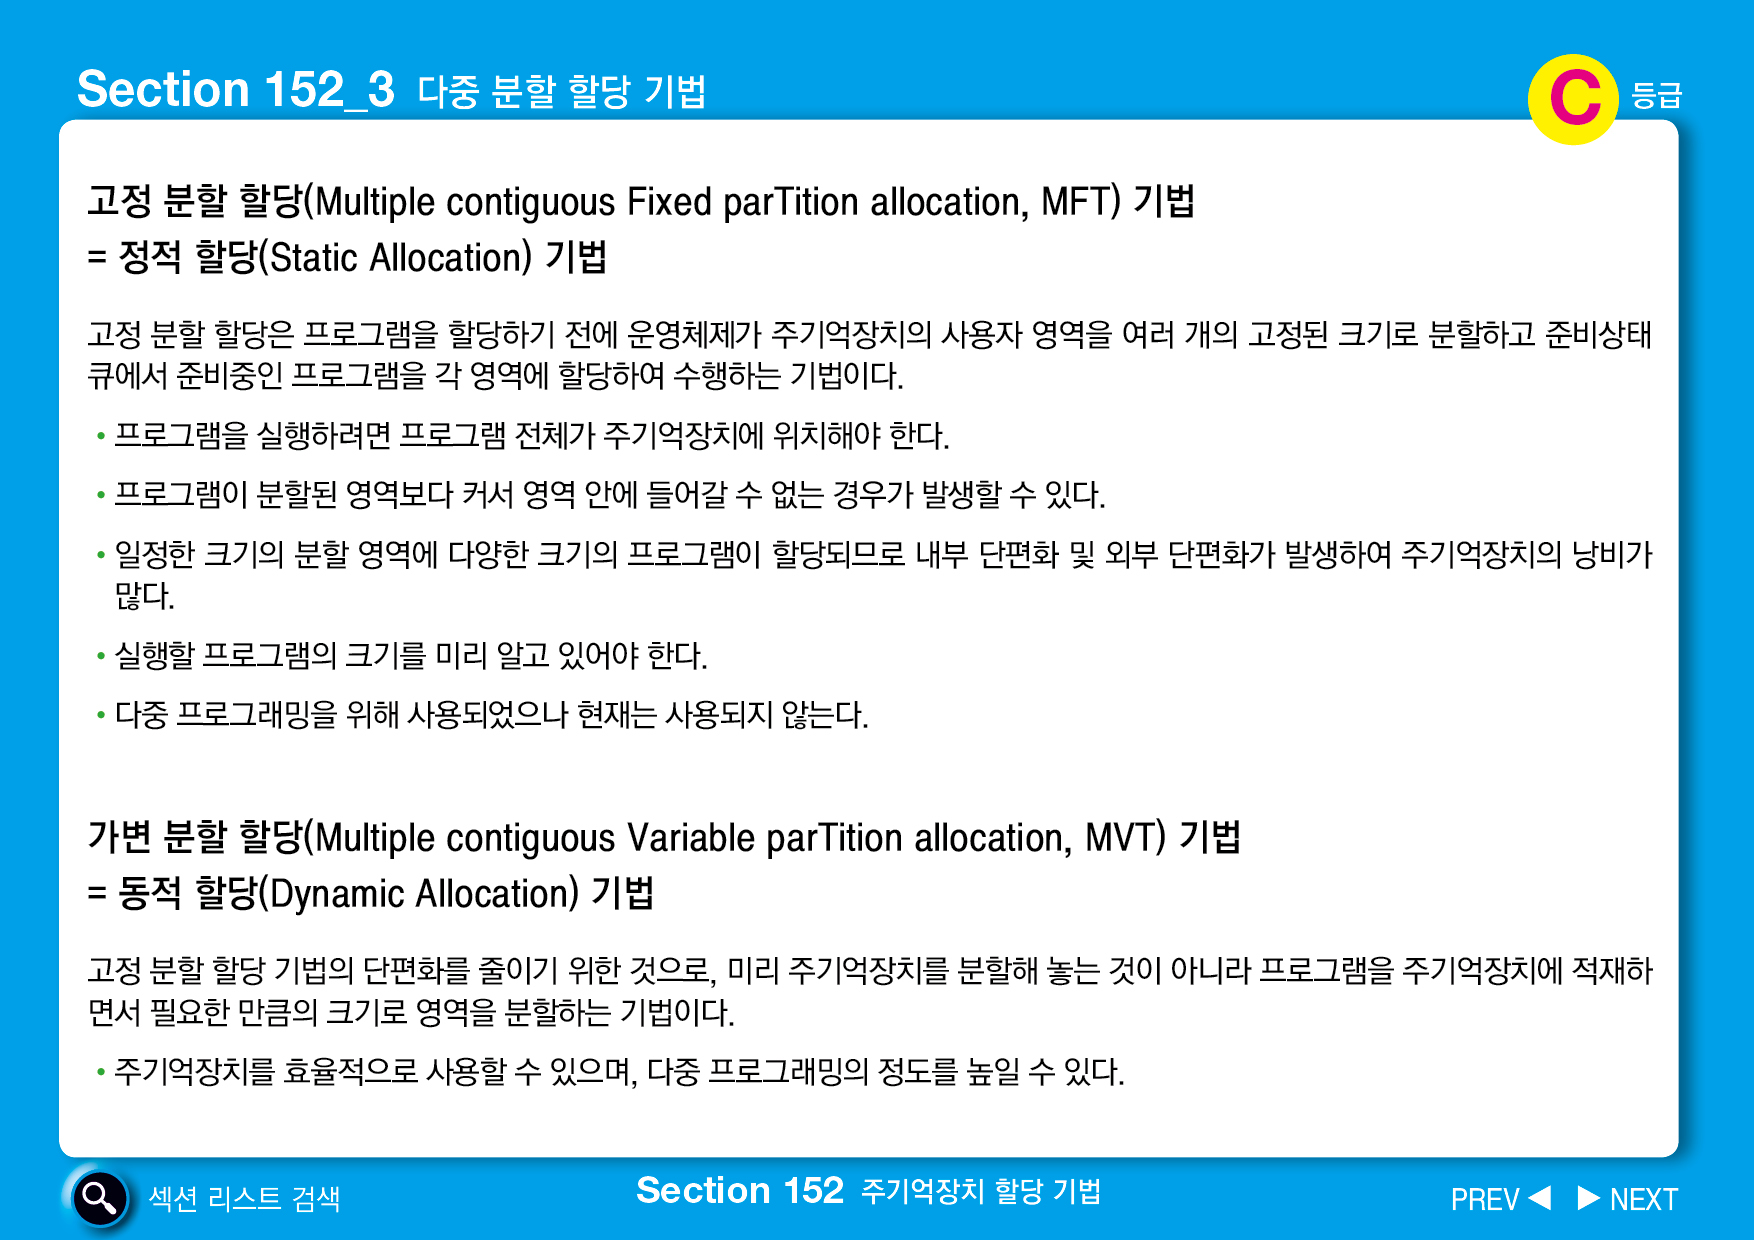 Section 152_3 다중 분할 할당 기법
C 등급
고정 분할 할당(Multiple contiguous Fixed parTition allocation, MFT) 기법
= 정적 할당(Static Allocation) 기법
고정 분할 할당은 프로그램을 할당하기 전에 운영체제가 주기억장치의 사용자 영역을 여러 개의 고정된 크기로 분할하고 준비상태
큐에서 준비중인 프로그램을 각 영역에 할당하여 수행하는 기법이다.
• 프로그램을 실행하려면 프로그램 전체가 주기억장치에 위치해야 한다.
• 프로그램이 분할된 영역보다 커서 영역 안에 들어갈 수 없는 경우가 발생할 수 있다.
• 일정한 크기의 분할 영역에 다양한 크기의 프로그램이 할당되므로 내부 단편화 및 외부 단편화가 발생하여 주기억장치의 낭비가
많다.
• 실행할 프로그램의 크기를 미리 알고 있어야 한다.
• 다중 프로그래밍을 위해 사용되었으나 현재는 사용되지 않는다.
가변 분할 할당(Multiple contiguous Variable parTition allocation, MVT) 기법
= 동적 할당(Dynamic Allocation) 기법
고정 분할 할당 기법의 단편화를 줄이기 위한 것으로, 미리 주기억장치를 분할해 놓는 것이 아니라 프로그램을 주기억장치에 적재하
면서 필요한 만큼의 크기로 영역을 분할하는 기법이다.
• 주기억장치를 효율적으로 사용할 수 있으며, 다중 프로그래밍의 정도를 높일 수 있다.
섹션 리스트 검색
Section 152 주기억장치 할당 기법
PREV ◀ ▶ NEXT